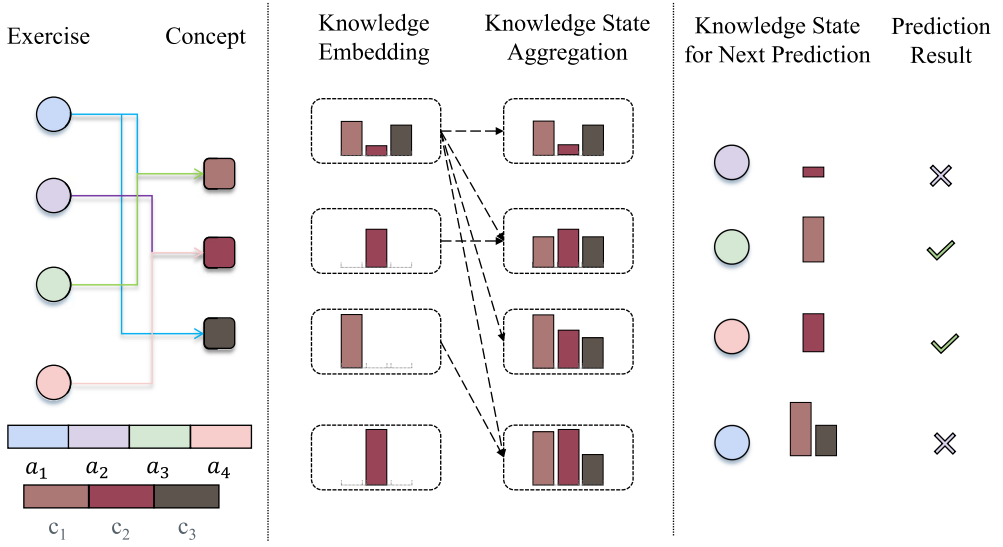 Exercise
Concept
Knowledge
Embedding
Knowledge State
Aggregation
Knowledge State
for Next Prediction
Prediction
Result
a₁ a₂ a₃ a₄
c₁ c₂ c₃